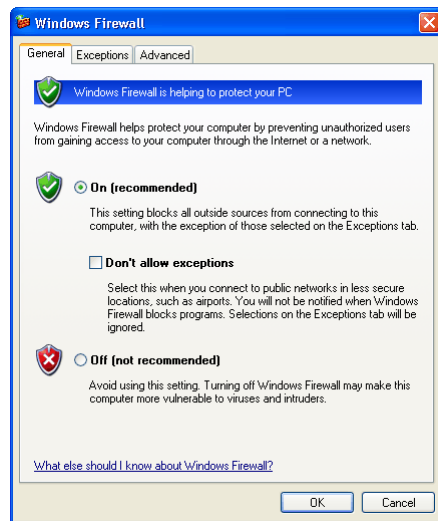 Windows Firewall
General Exceptions Advanced
Windows Firewall is helping to protect your PC
Windows Firewall helps protect your computer by preventing unauthorized users
from gaining access to your computer through the Internet or a network.
On (recommended)
This setting blocks all outside sources from connecting to this
computer, with the exception of those selected on the Exceptions tab.
Don't allow exceptions
Select this when you connect to public networks in less secure
locations, such as airports. You will not be notified when Windows
Firewall blocks programs. Selections on the Exceptions tab will be
ignored.
Off (not recommended)
Avoid using this setting. Turning off Windows Firewall may make this
computer more vulnerable to viruses and intruders.
What else should I know about Windows Firewall?
OK Cancel